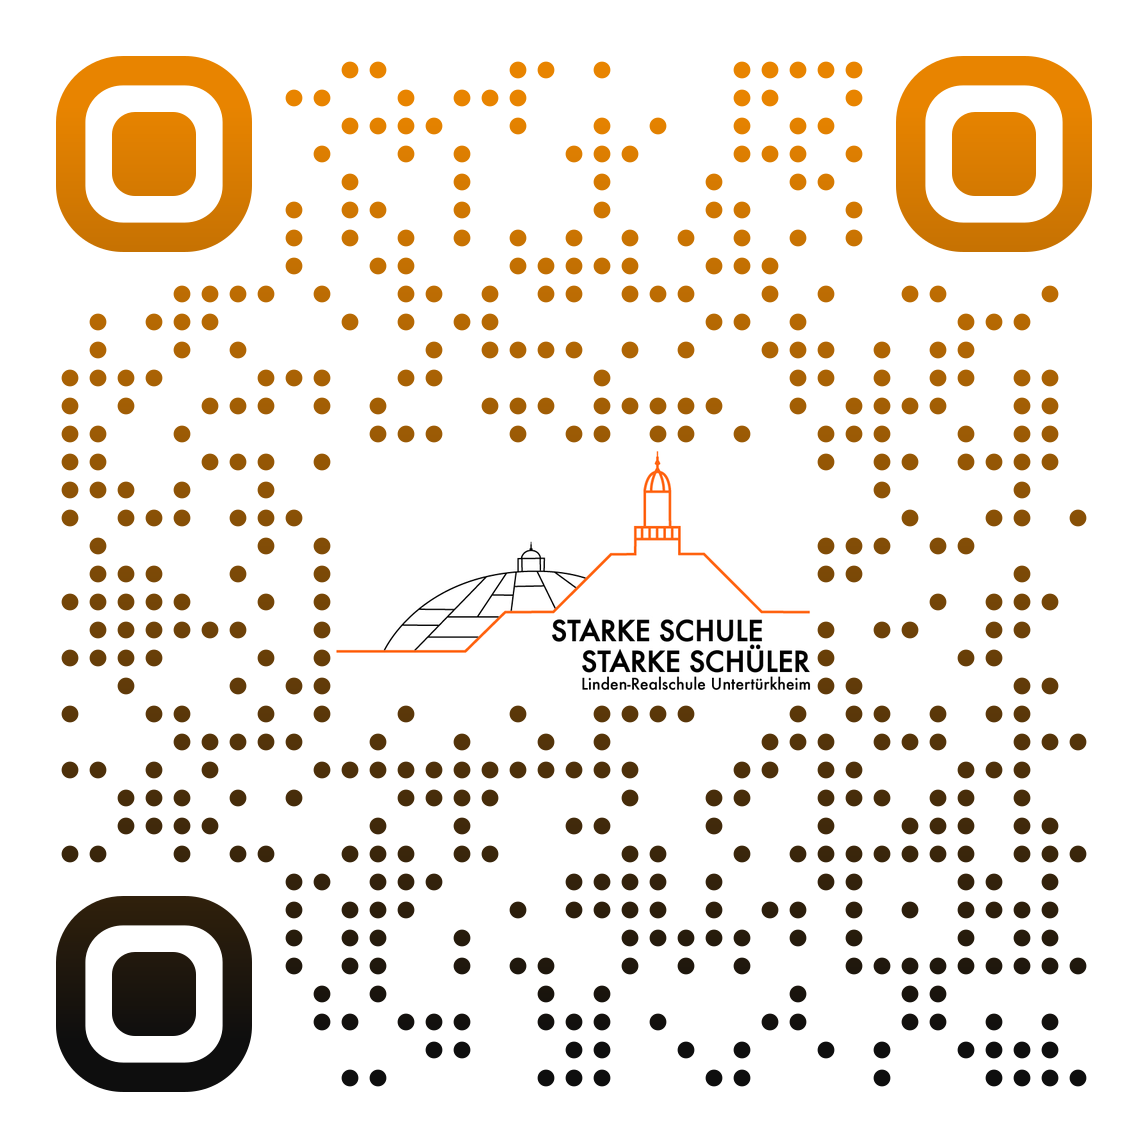 STARKE SCHULE
STARKE SCHÜLER
Linden-Realschule Untertürkheim